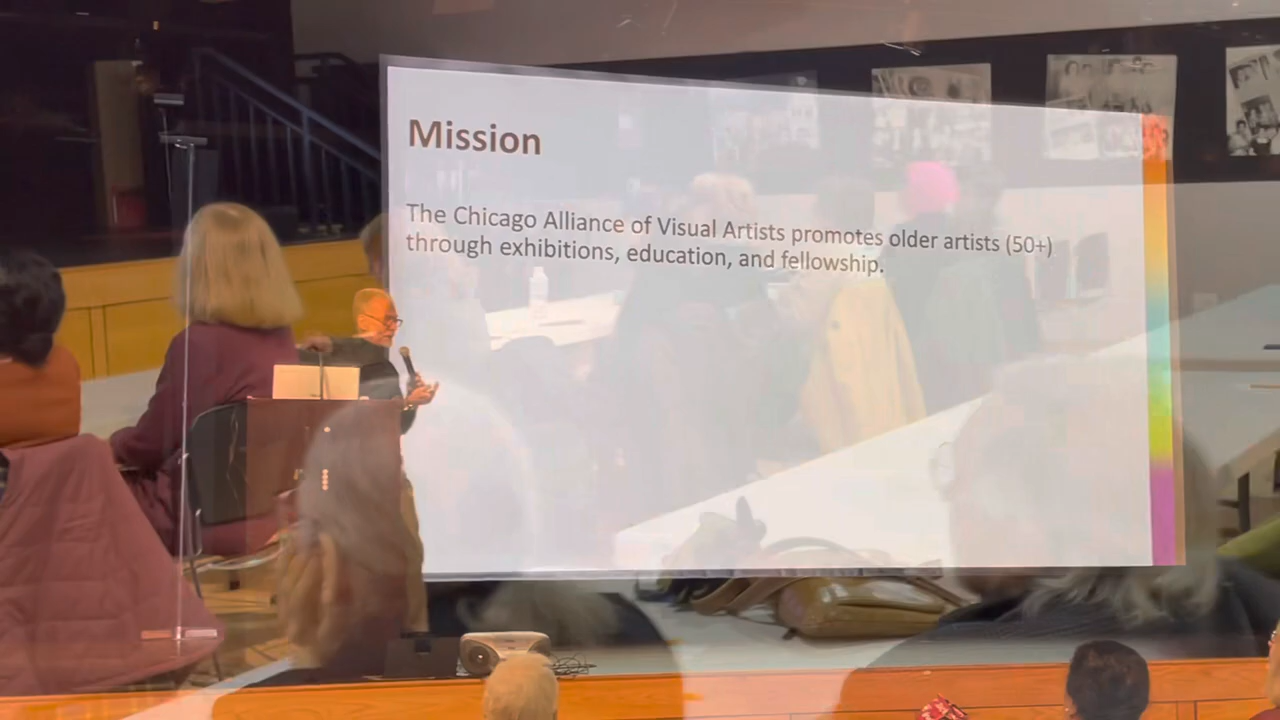 Mission
The Chicago Alliance of Visual Artists promotes older artists (50+)
through exhibitions, education, and fellowship.